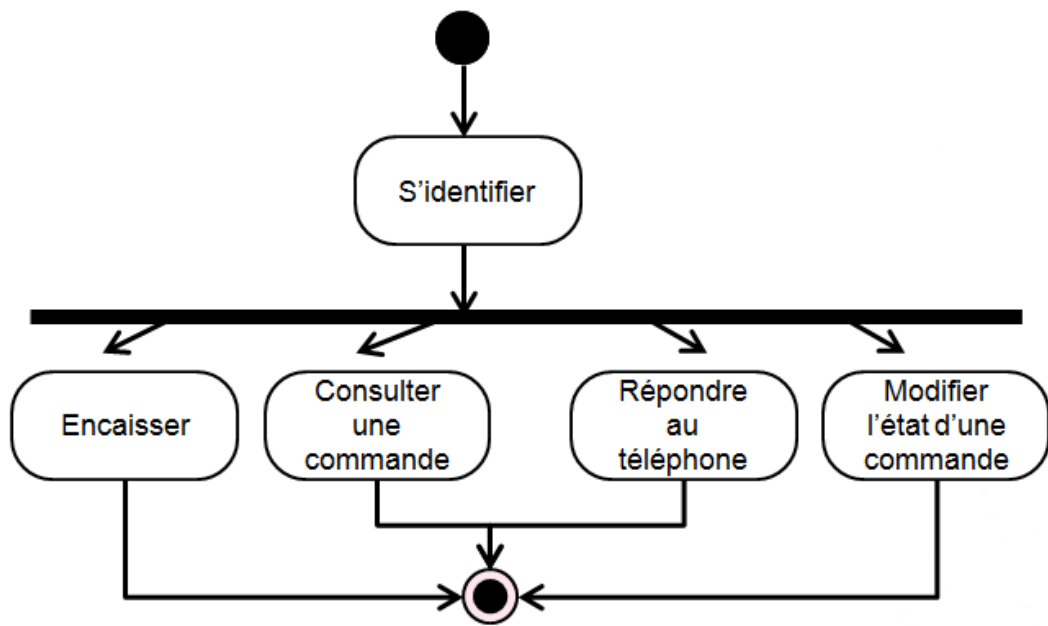 S'identifier
Encaisser
Consulter
une
commande
Répondre
au
téléphone
Modifier
l'état d'une
commande